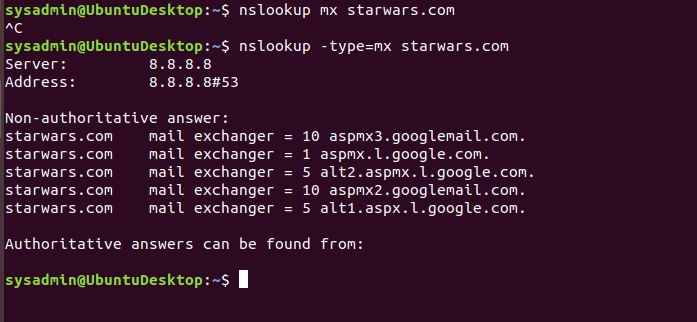 sysadmin@UbuntuDesktop:~$ nslookup mx starwars.com
^C
sysadmin@UbuntuDesktop:~$ nslookup -type=mx starwars.com
Server:         8.8.8.8
Address:        8.8.8.8#53

Non-authoritative answer:
starwars.com    mail exchanger = 10 aspmx3.googlemail.com.
starwars.com    mail exchanger = 1 aspmx.l.google.com.
starwars.com    mail exchanger = 5 alt2.aspmx.l.google.com.
starwars.com    mail exchanger = 10 aspmx2.googlemail.com.
starwars.com    mail exchanger = 5 alt1.aspx.l.google.com.

Authoritative answers can be found from:

sysadmin@UbuntuDesktop:~$